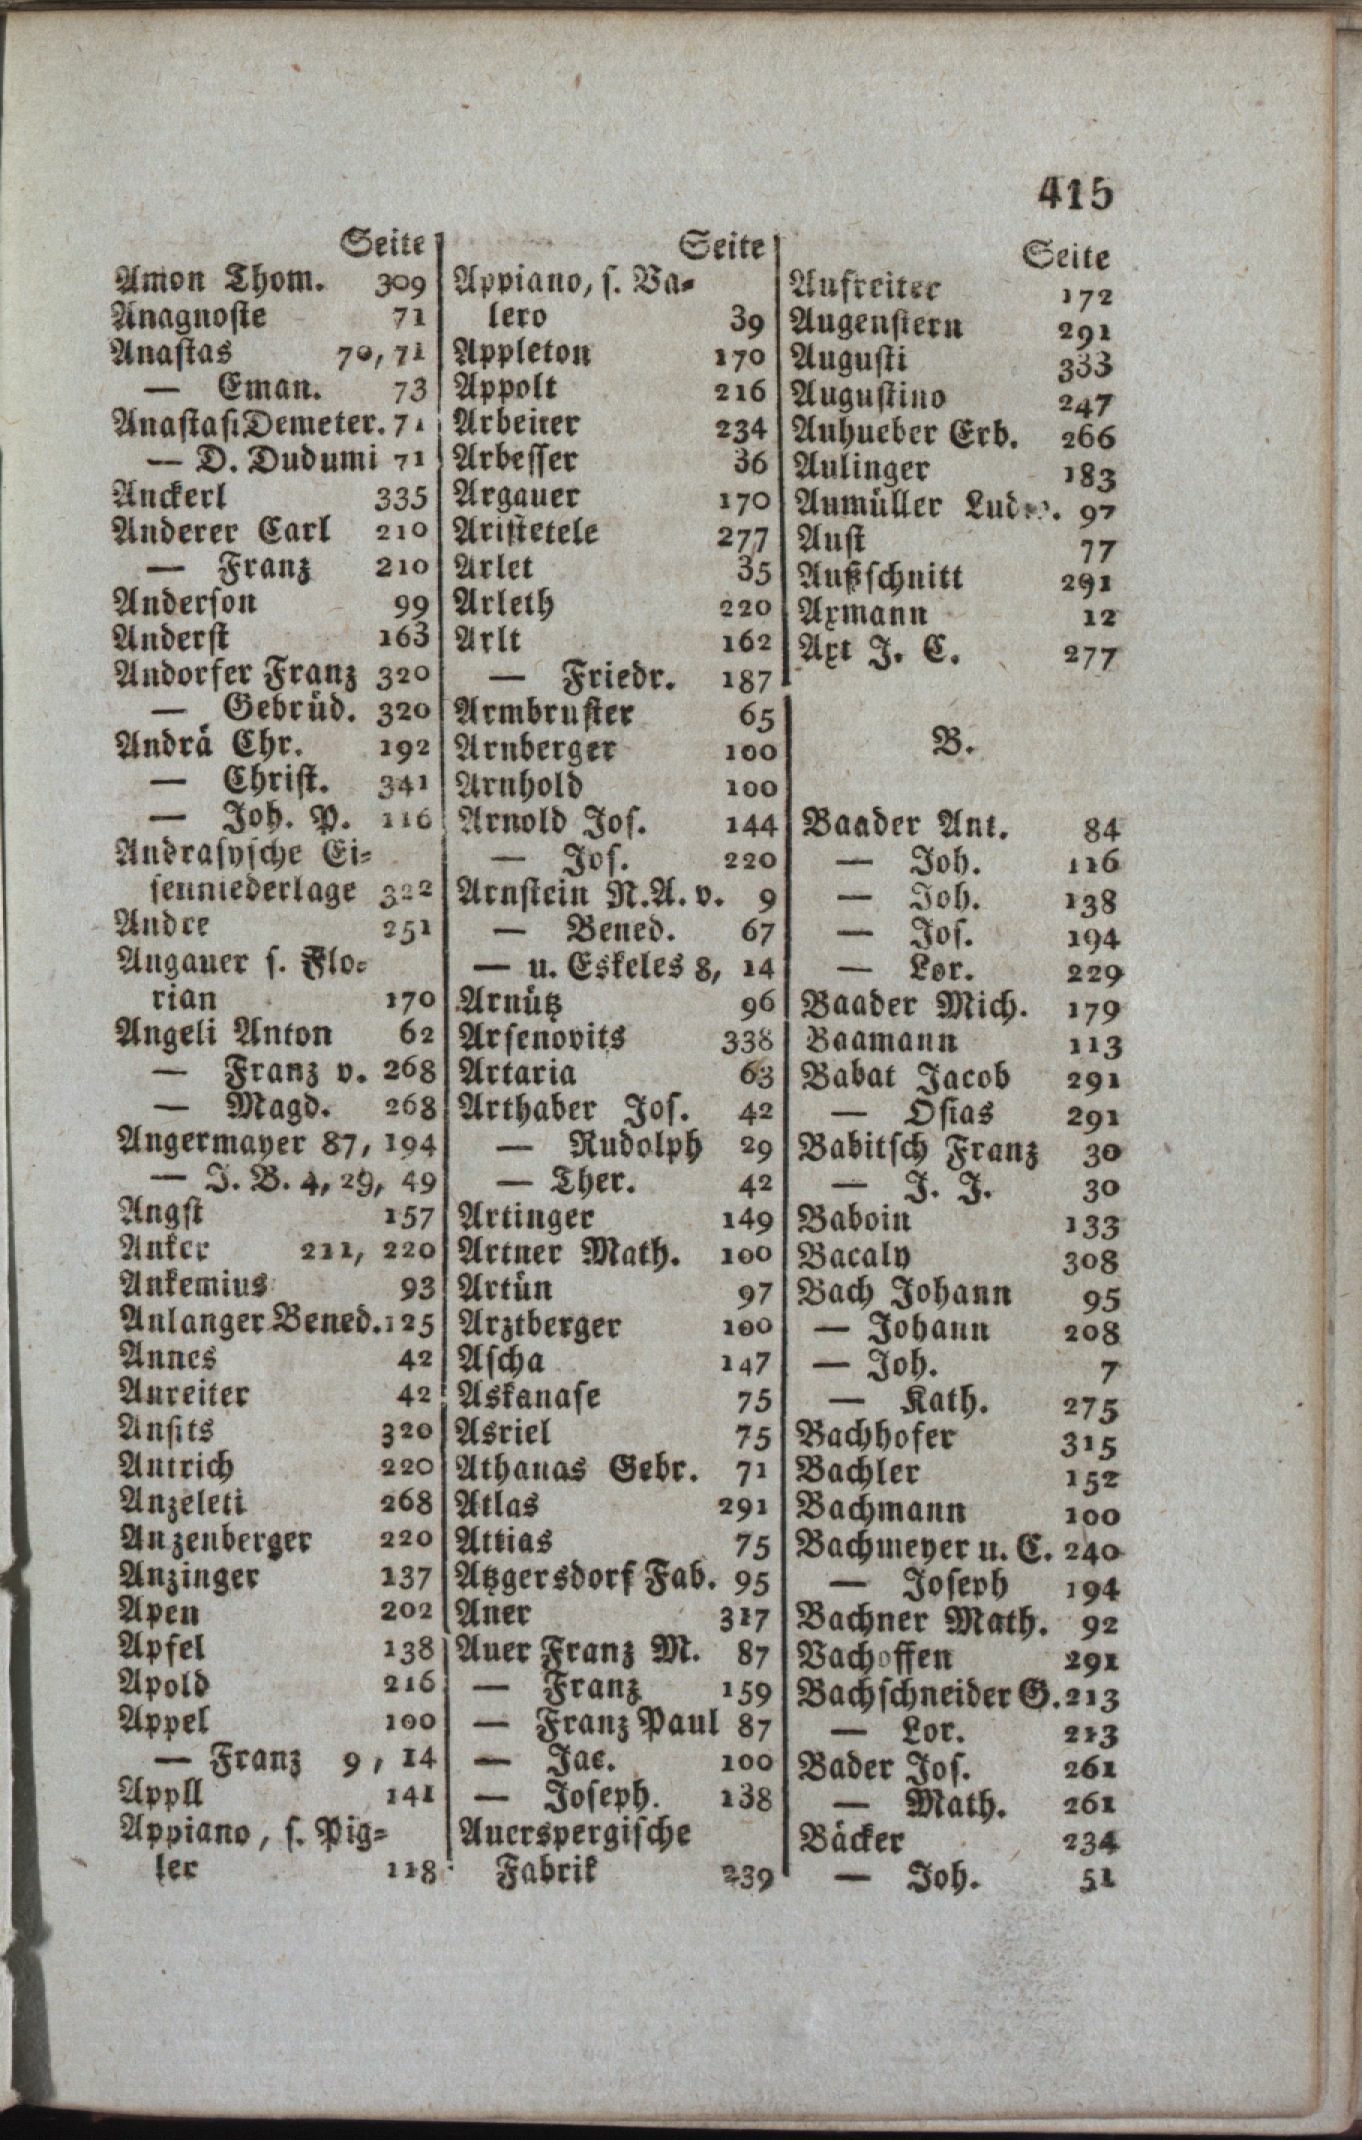 415
Seite
Amon Thom. 309
Anagnoste 71
Anastas 70, 71
— Eman. 73
Anastasi Demeter. 71
— D. Dudumi 71
Anckerl 335
Anderer Carl 210
— Franz 210
Anderson 99
Anderst 163
Andorfer Franz 320
— Gebrüd. 320
Andrä Chr. 192
— Christ. 341
— Joh. P. 116
Andrasysche Ei-
senniederlage 322
Andre 251
Angauer s. Flo-
rian 170
Angeli Anton 62
— Franz v. 268
— Magd. 268
Angermayer 87, 194
— J. B. 4, 29, 49
Angst 157
Anker 211, 220
Ankemius 93
Anlanger Bened. 125
Annes 42
Anreiter 42
Ansits 320
Antrich 220
Anzeleti 268
Anzenberger 220
Anzinger 137
Apen 202
Apfel 138
Apold 216
Appel 100
— Franz 9, 14
Appll 141
Appiano, s. Pig-
ler 118
Seite
Appiano, s. Va-
lero 39
Appleton 170
Appolt 216
Arbeiter 234
Arbesser 36
Argauer 170
Aristetele 277
Arlet 35
Arleth 220
Arlt 162
— Friedr. 187
Armbruster 65
Arnberger 100
Arnhold 100
Arnold Jos. 144
— Jos. 220
Arnstein N. A. v. 9
— Bened. 67
— u. Eskeles 8, 14
Arnütz 96
Arsenovits 338
Artaria 63
Arthaber Jos. 42
— Rudolph 29
— Ther. 42
Artinger 149
Artner Math. 100
Artün 97
Arztberger 100
Ascha 147
Askanase 75
Asriel 75
Athanas Gebr. 71
Atlas 291
Attias 75
Atzgersdorf Fab. 95
Aner 317
Auer Franz M. 87
— Franz 159
— Franz Paul 87
— Jac. 100
— Joseph. 138
Auerspergische
Fabrik 239
Seite
Aufreiter 172
Augenstern 291
Augusti 333
Augustino 247
Auhueber Erb. 266
Aulinger 183
Aumüller Ludw. 97
Aust 77
Außschnitt 291
Axmann 12
Axt J. C. 277
B.
Baader Ant. 84
— Joh. 116
— Joh. 138
— Jos. 194
— Lor. 229
Baader Mich. 179
Baamann 113
Babat Jacob 291
— Osias 291
Babitsch Franz 30
— J. J. 30
Baboin 133
Bacaly 308
Bach Johann 95
— Johann 208
— Joh. 7
— Kath. 275
Bachhofer 315
Bachler 152
Bachmann 100
Bachmeyer u. C. 240
— Joseph 194
Bachner Math. 92
Bachoffen 291
Bachschneider G. 213
— Lor. 213
Bader Jos. 261
— Math. 261
Bäcker 234
— Joh. 51